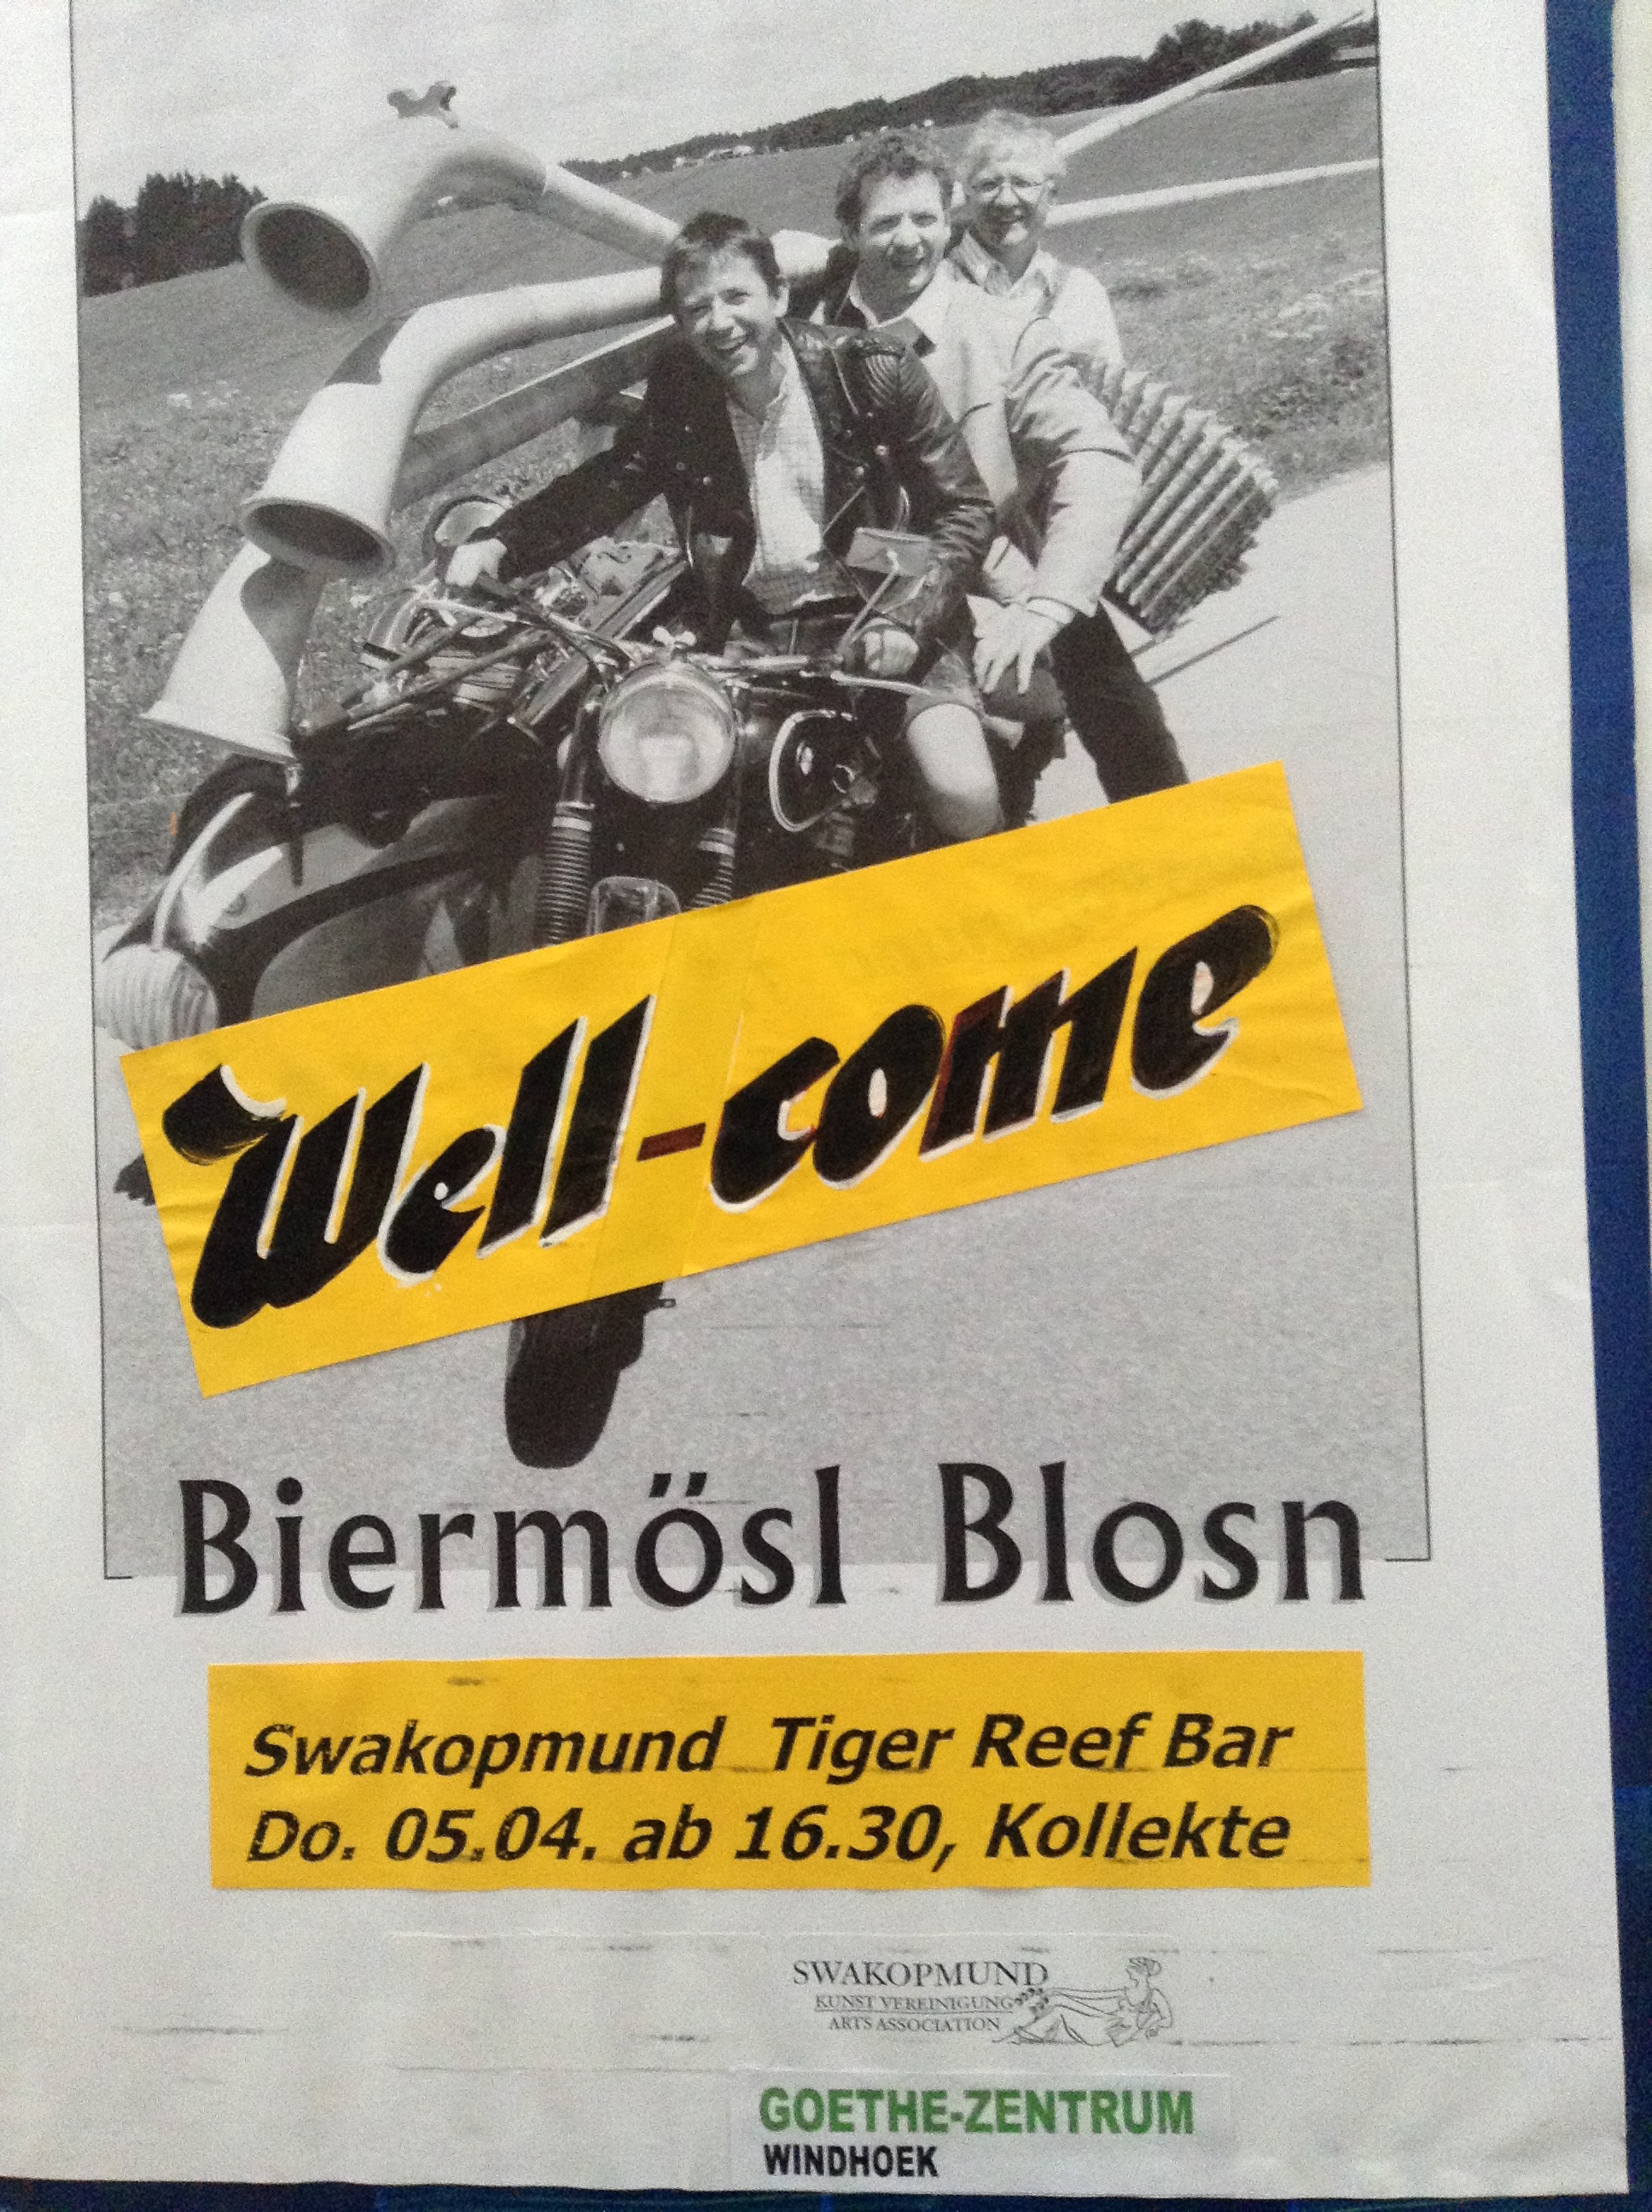 Well-come
Biermösl Blosn
Swakopmund Tiger Reef Bar
Do. 05.04. ab 16.30, Kollekte
SWAKOPMUND
KUNST VEREINIGUNG
ARTS ASSOCIATION
GOETHE-ZENTRUM
WINDHOEK